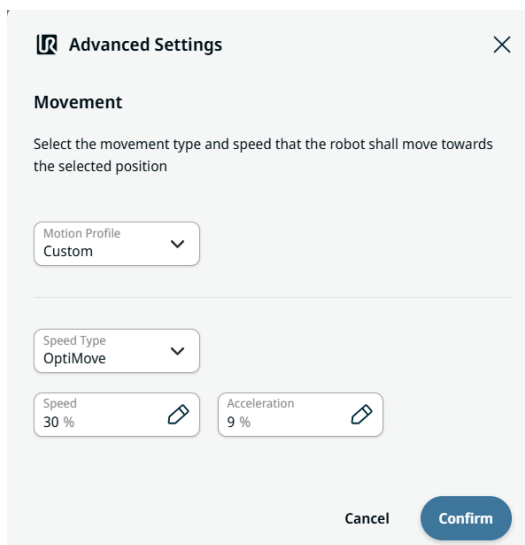 UR Advanced Settings
Movement
Select the movement type and speed that the robot shall move towards
the selected position
Motion Profile
Custom
Speed Type
OptiMove
Speed
30 %
Acceleration
9 %
Cancel
Confirm